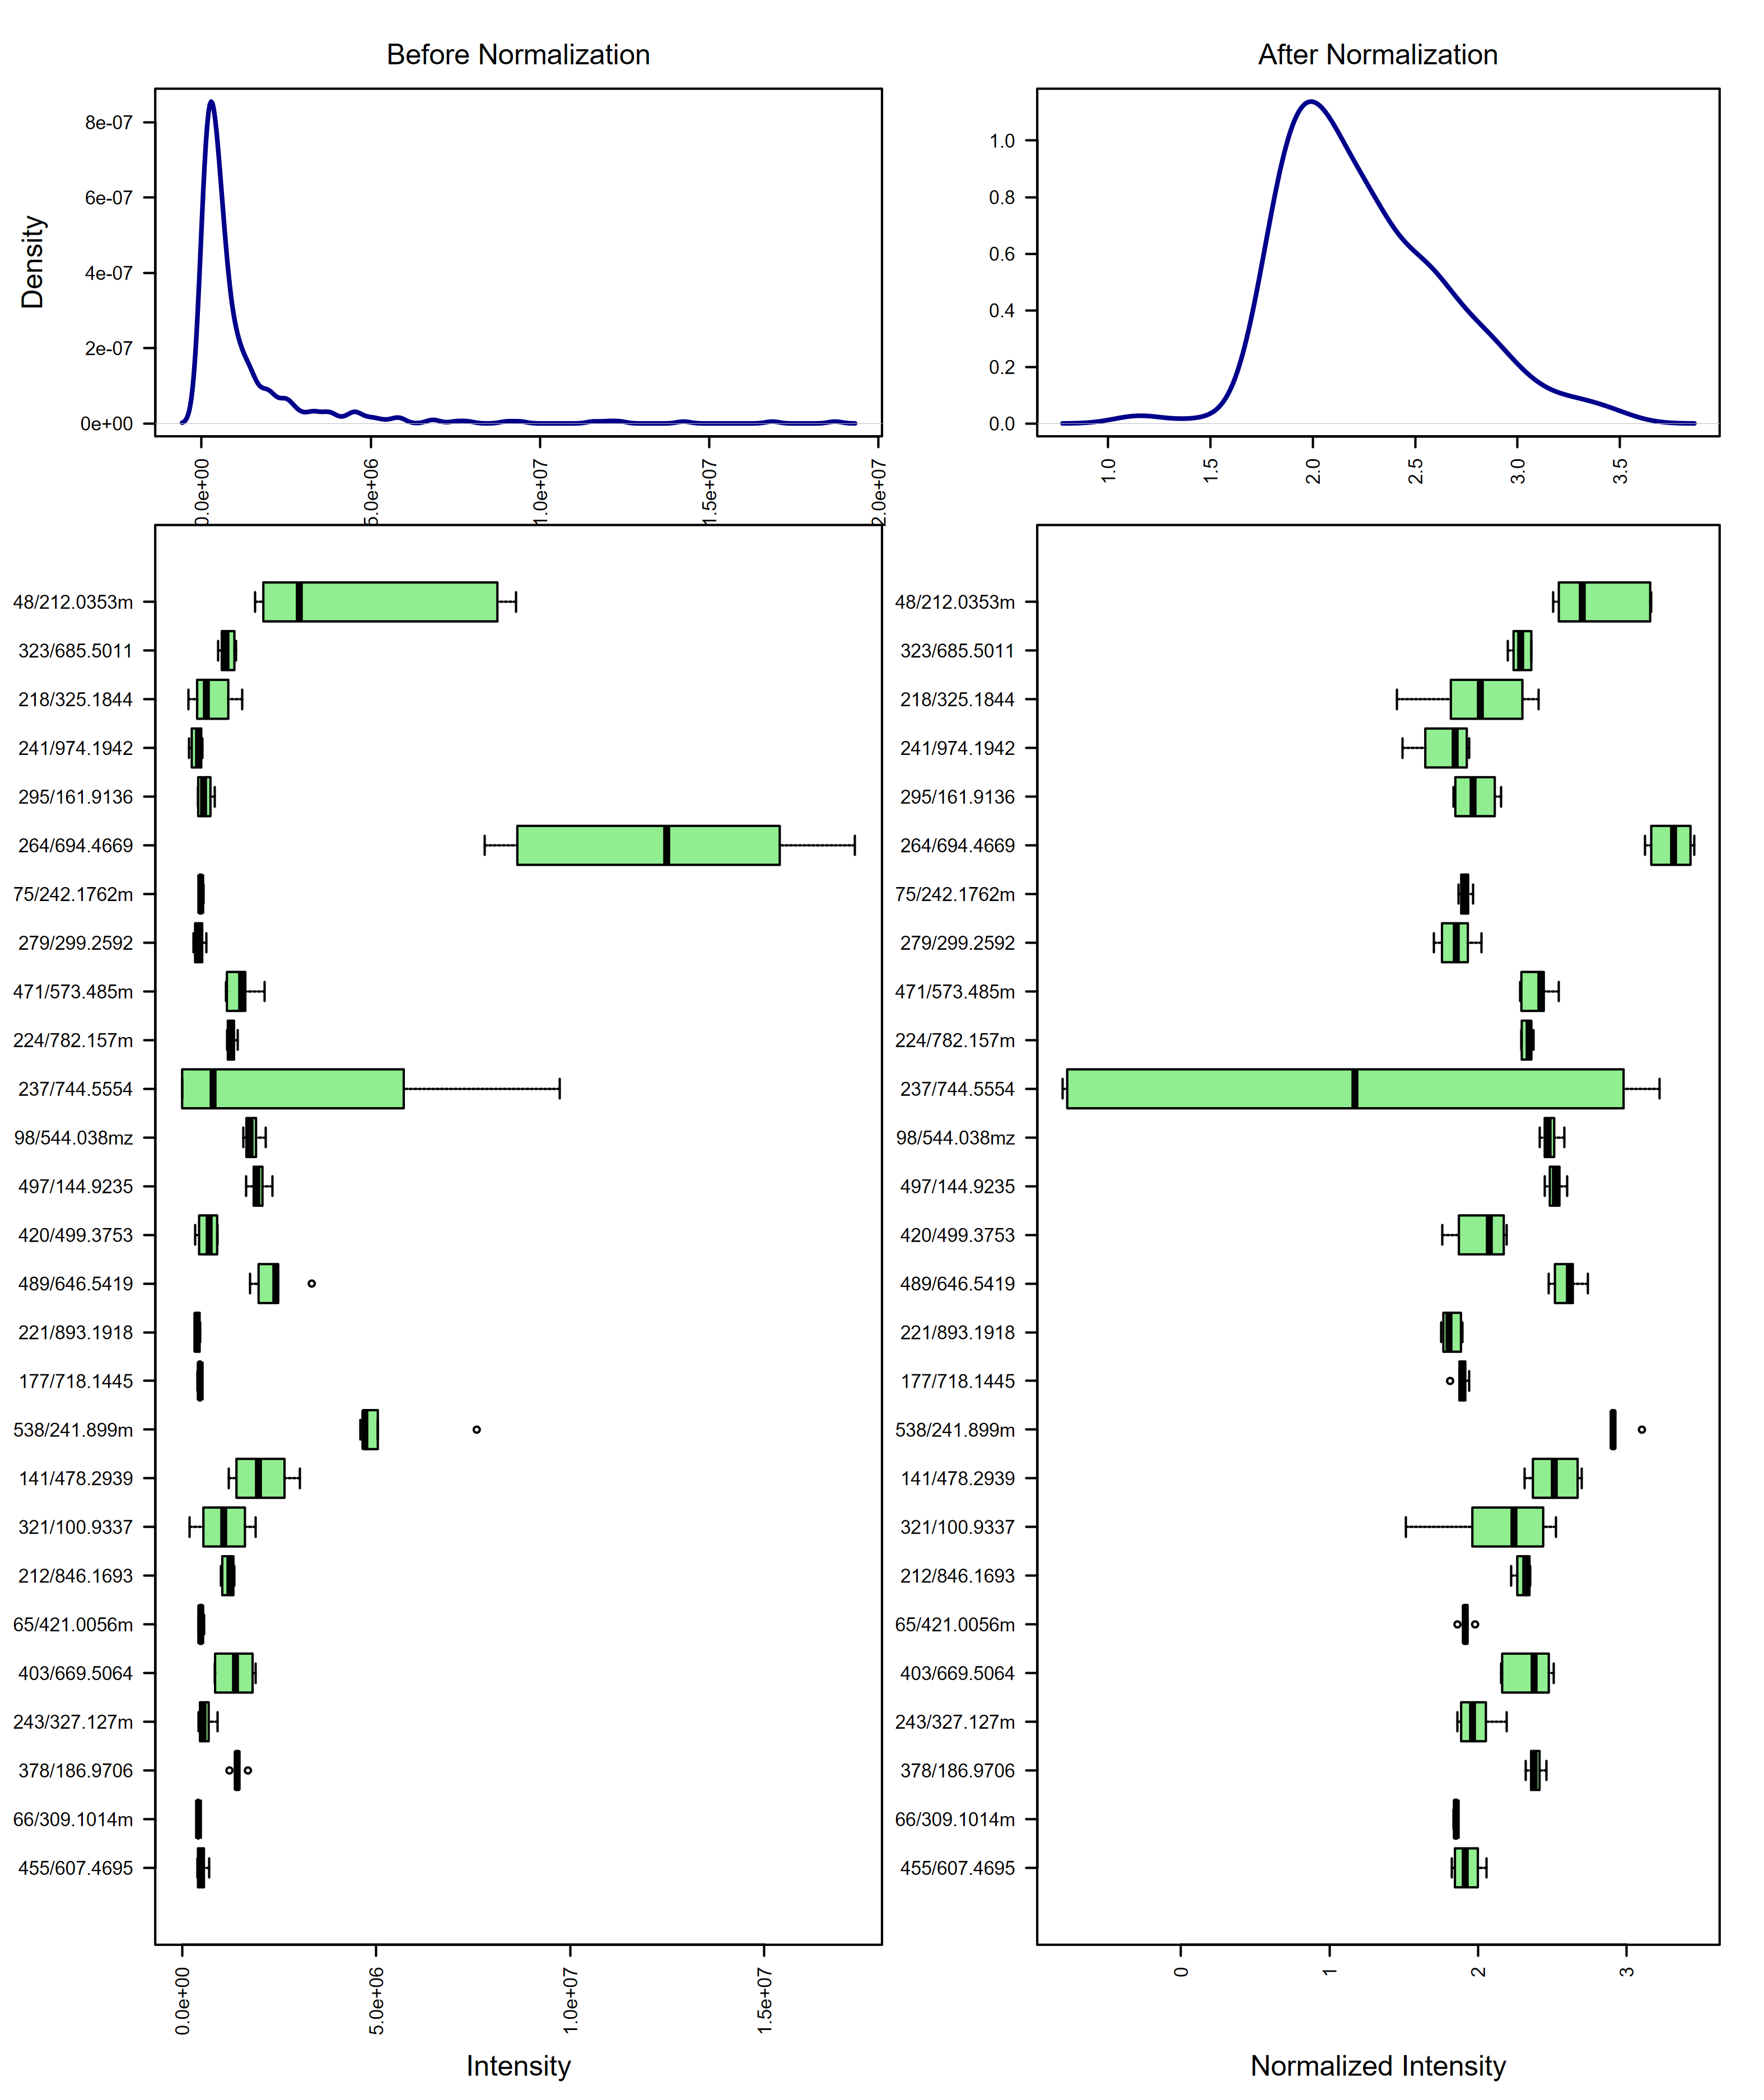 Before Normalization
After Normalization
Density
8e-07
6e-07
4e-07
2e-07
0e+00
0.0e+00
5.0e+06
1.0e+07
1.5e+07
2.0e+07
1.0
0.8
0.6
0.4
0.2
0.0
1.0
1.5
2.0
2.5
3.0
3.5
48/212.0353m
323/685.5011
218/325.1844
241/974.1942
295/161.9136
264/694.4669
75/242.1762m
279/299.2592
471/573.485m
224/782.157m
237/744.5554
98/544.038mz
497/144.9235
420/499.3753
489/646.5419
221/893.1918
177/718.1445
538/241.899m
141/478.2939
321/100.9337
212/846.1693
65/421.0056m
403/669.5064
243/327.127m
378/186.9706
66/309.1014m
455/607.4695
0.0e+00
5.0e+06
1.0e+07
1.5e+07
Intensity
48/212.0353m
323/685.5011
218/325.1844
241/974.1942
295/161.9136
264/694.4669
75/242.1762m
279/299.2592
471/573.485m
224/782.157m
237/744.5554
98/544.038mz
497/144.9235
420/499.3753
489/646.5419
221/893.1918
177/718.1445
538/241.899m
141/478.2939
321/100.9337
212/846.1693
65/421.0056m
403/669.5064
243/327.127m
378/186.9706
66/309.1014m
455/607.4695
0
1
2
3
Normalized Intensity